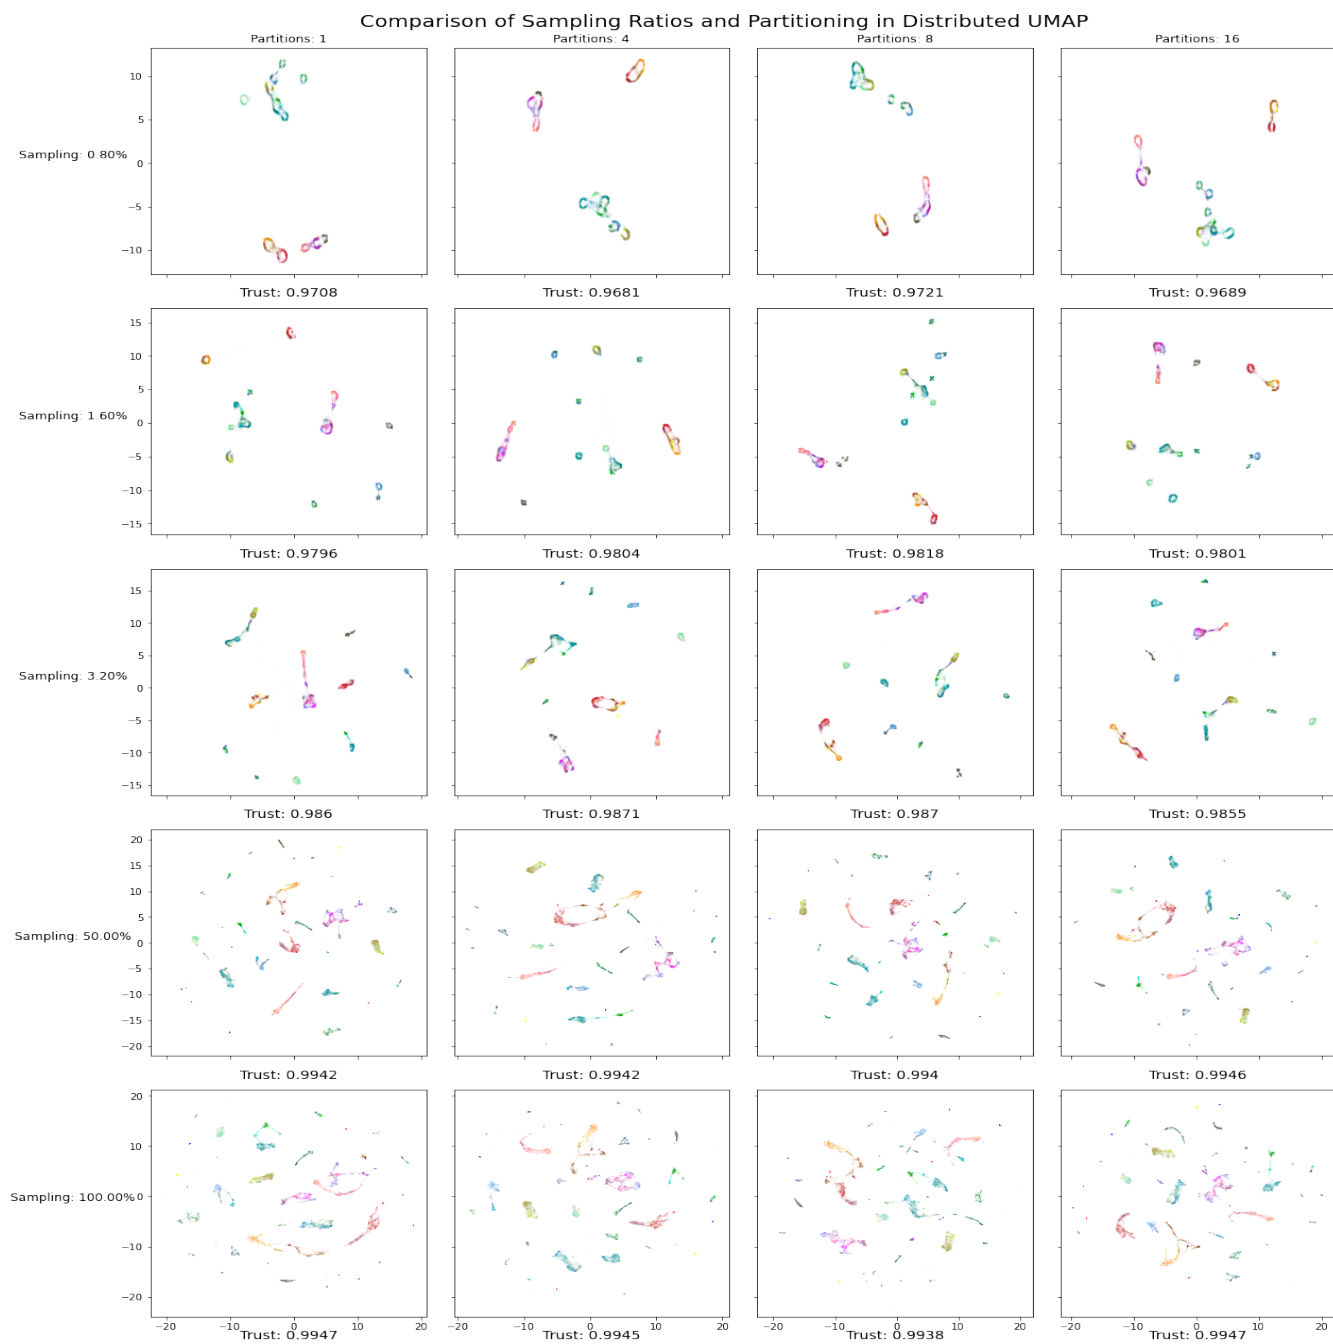 Comparison of Sampling Ratios and Partitioning in Distributed UMAP
Partitions: 1 Partitions: 4 Partitions: 8 Partitions: 16
10
5
Sampling: 0.80%
0
−5
−10
Trust: 0.9708 Trust: 0.9681 Trust: 0.9721 Trust: 0.9689
15
10
5
Sampling: 1.60%
0
−5
−10
−15
Trust: 0.9796 Trust: 0.9804 Trust: 0.9818 Trust: 0.9801
15
10
5
Sampling: 3.20%
0
−5
−10
−15
Trust: 0.986 Trust: 0.9871 Trust: 0.987 Trust: 0.9855
20
15
10
5
Sampling: 50.00%
0
−5
−10
−15
−20
Trust: 0.9942 Trust: 0.9942 Trust: 0.994 Trust: 0.9946
20
10
Sampling: 100.00% 0
−10
−20
−20 −10 0 10 20 −20 −10 0 10 20 −20 −10 0 10 20 −20 −10 0 10 20
Trust: 0.9947 Trust: 0.9945 Trust: 0.9938 Trust: 0.9947